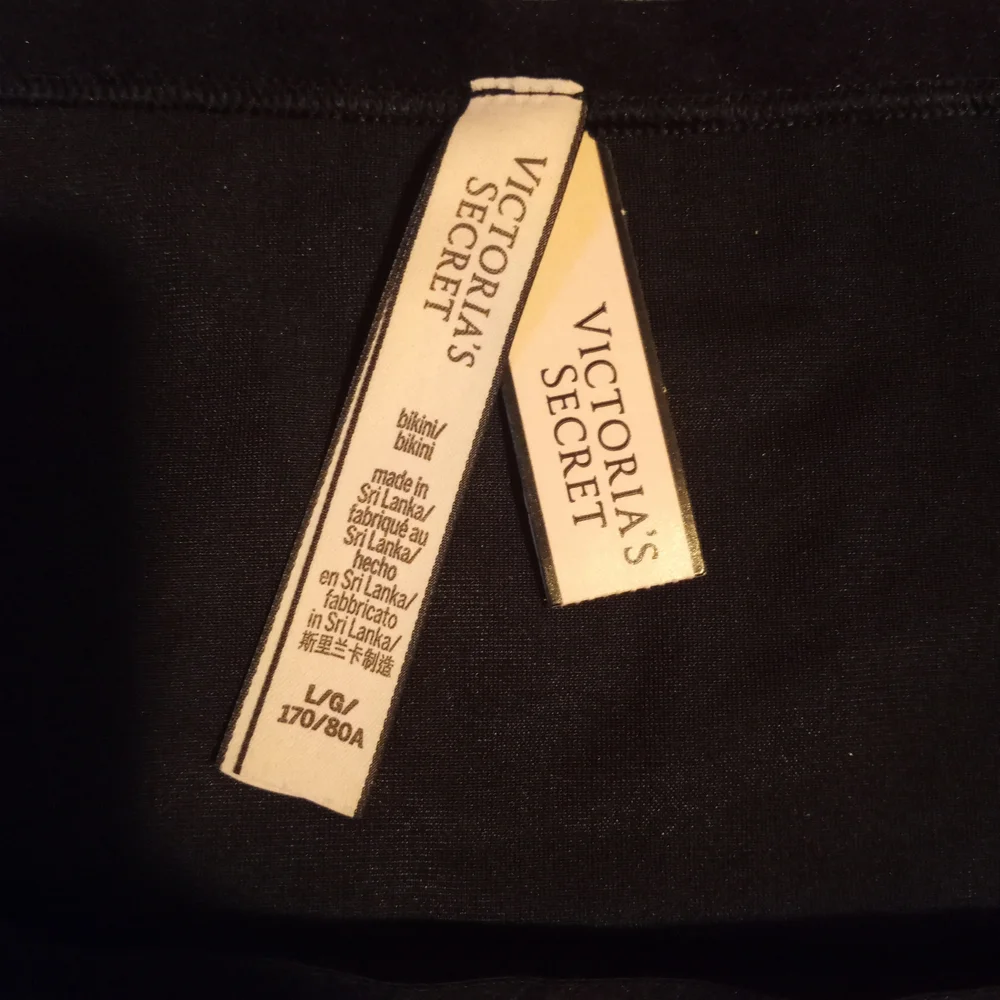 VICTORIA'S
SECRET
bikini/
bikini
made in
Sri Lanka/
fabriqué au
Sri Lanka/
hecho
en Sri Lanka/
fabbricato
in Sri Lanka/
斯里兰卡制造
L/G/
170/80A
VICTORIA'S
SECRET